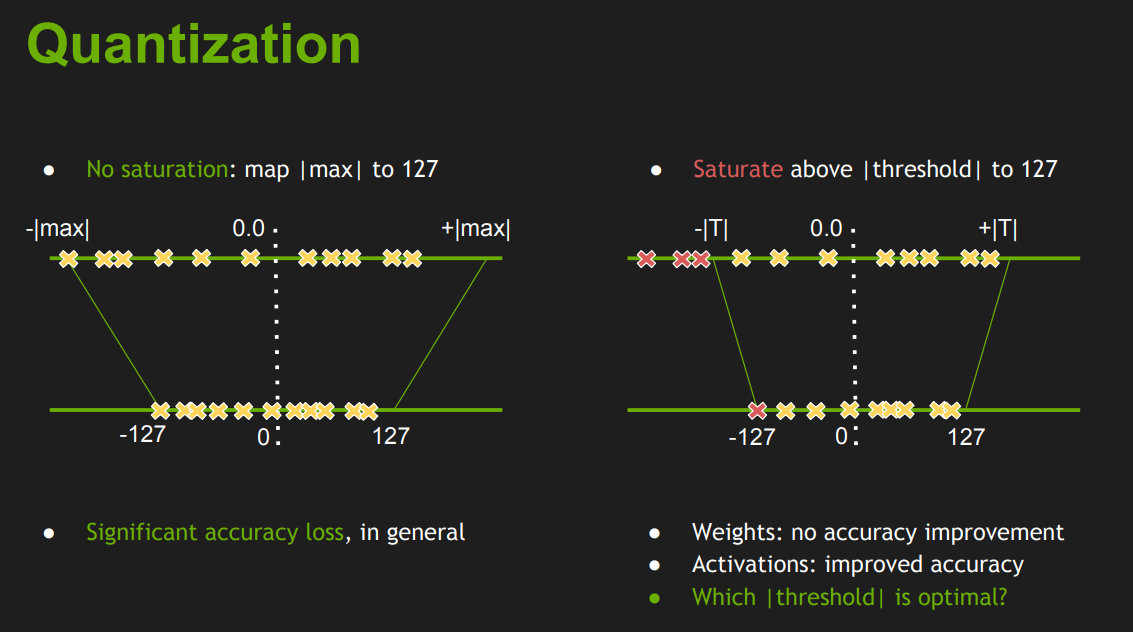 Quantization
● No saturation: map |max| to 127
-|max| 0.0 +|max|
-127 0 127
● Significant accuracy loss, in general
● Saturate above |threshold| to 127
-|T| 0.0 +|T|
-127 0 127
● Weights: no accuracy improvement
● Activations: improved accuracy
● Which |threshold| is optimal?